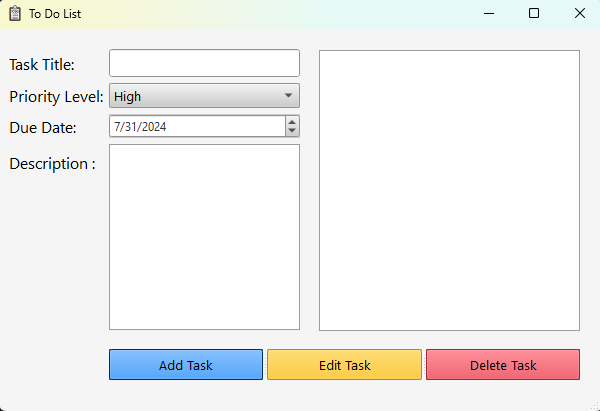 To Do List
Task Title:
Priority Level: High
Due Date: 7/31/2024
Description :
Add Task Edit Task Delete Task